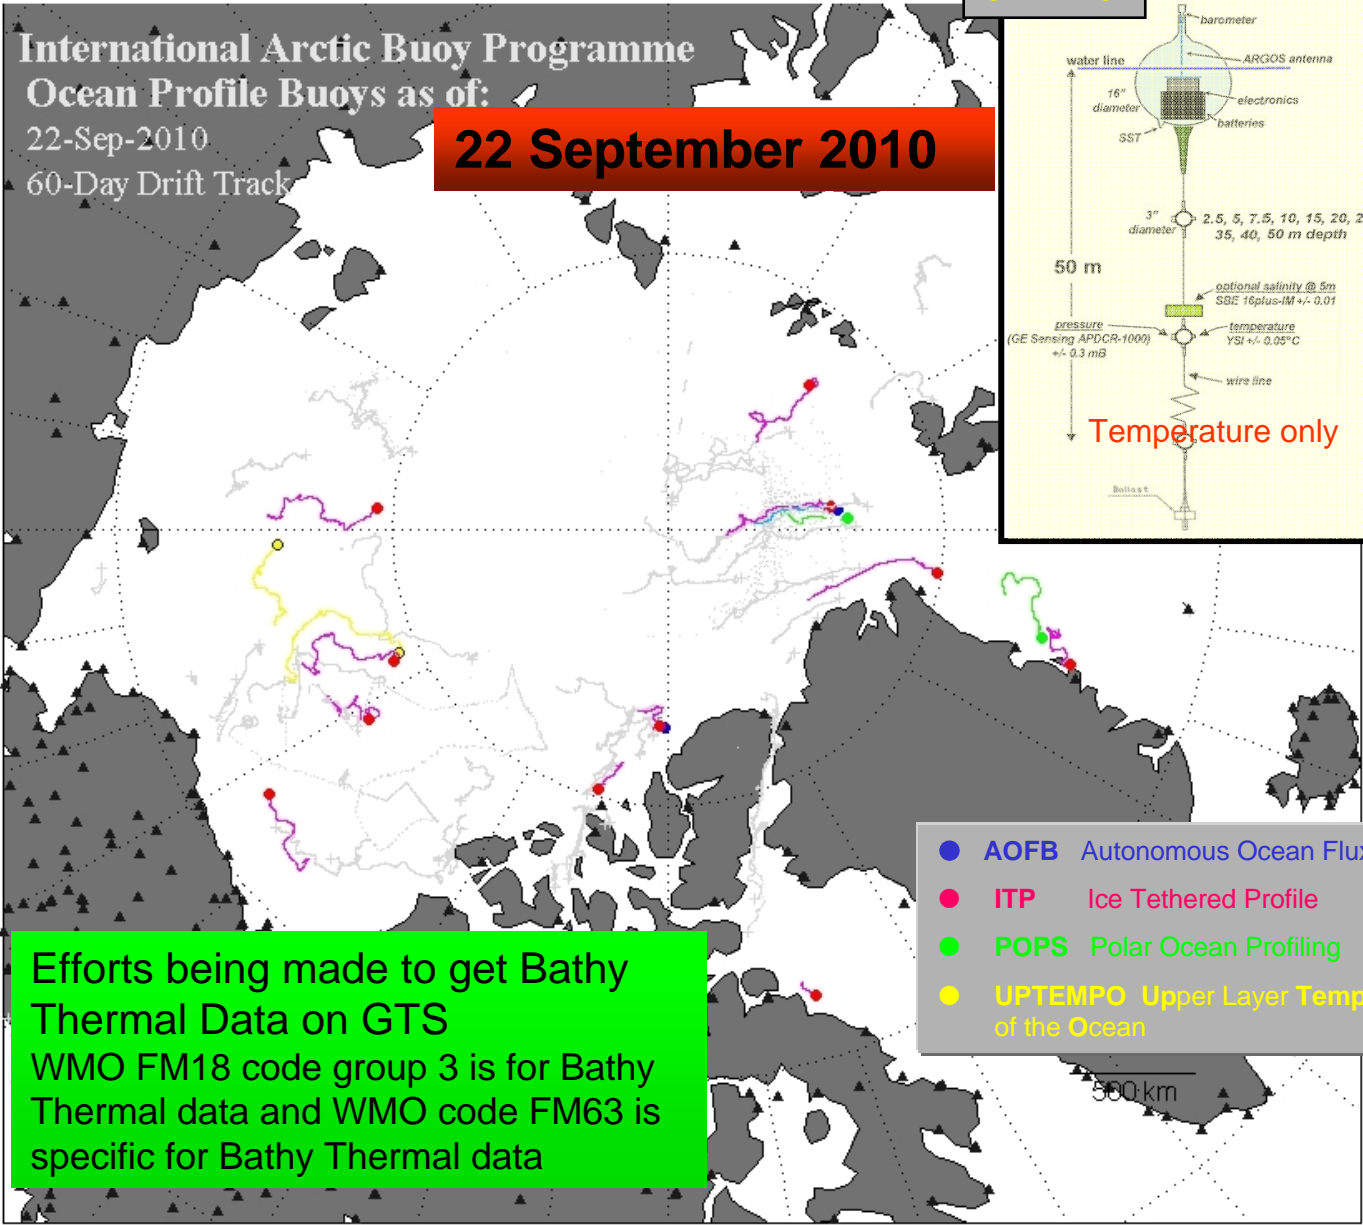 International Arctic Buoy Programme
Ocean Profile Buoys as of:
22-Sep-2010
60-Day Drift Track
22 September 2010
barometer
water line
ARGOS antenna
16"
diameter
electronics
batteries
SST
3"
diameter
2.5, 5, 7.5, 10, 15, 20, 2
35, 40, 50 m depth
50 m
optional salinity @ 5m
SBE 16plus-IM +/- 0.01
pressure
(GE Sensing APDCR-1000)
+/- 0.3 mB
temperature
YSI +/- 0.05°C
wire line
Temperature only
Ballast
AOFB Autonomous Ocean Flux
ITP Ice Tethered Profile
POPS Polar Ocean Profiling
UPTEMPO Upper Layer Temp
of the Ocean
500 km
Efforts being made to get Bathy
Thermal Data on GTS
WMO FM18 code group 3 is for Bathy
Thermal data and WMO code FM63 is
specific for Bathy Thermal data